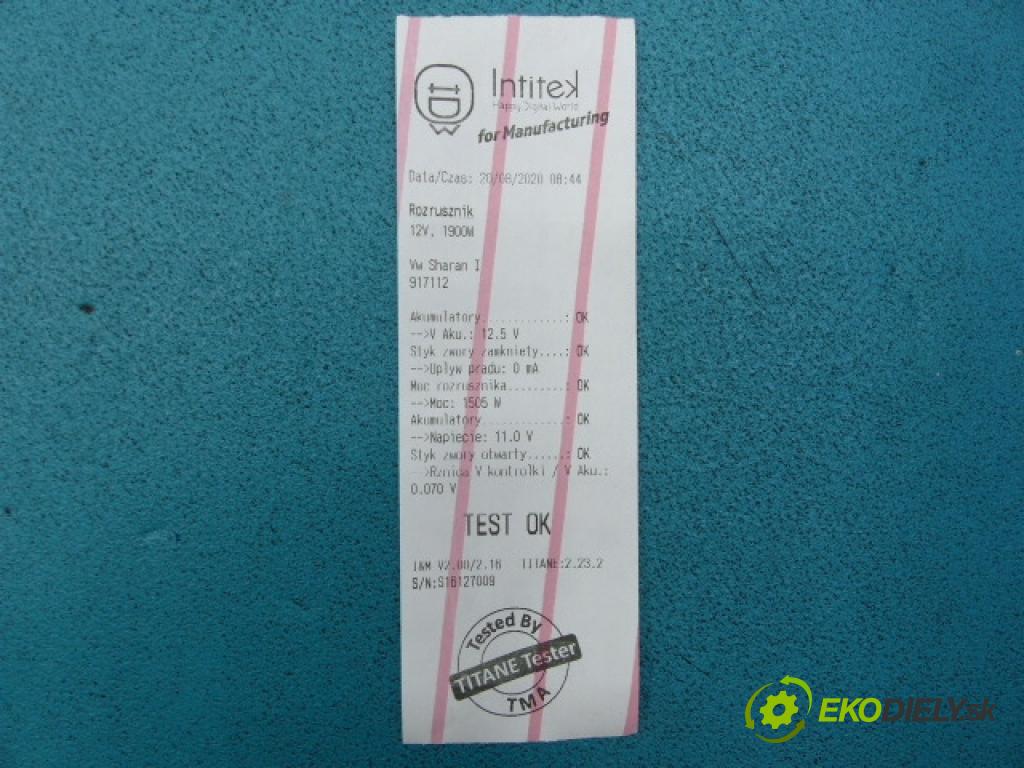 Intitek
Happy Digital World
for Manufacturing
Data/Czas: 20/08/2020 08:44
Rozrusznik
12V, 1900W
Vw Sharan I
917112
Akumulatory............: OK
-->V Aku.: 12.5 V
Styk zwory zamkniety....: OK
-->Uplyw pradu: 0 mA
Moc rozrusznika.........: OK
-->Moc: 1505 W
Akumulatory............: OK
-->Napiecie: 11.0 V
Styk zwory otwarty......: OK
-->Rznica V kontrolki / V Aku.:
0.070 V
TEST OK
I&M V2.00/2.16 TITANE:2.23.2
S/N:S16127009
Tested By
TITANE Tester
TMA
EKODIELY.sk